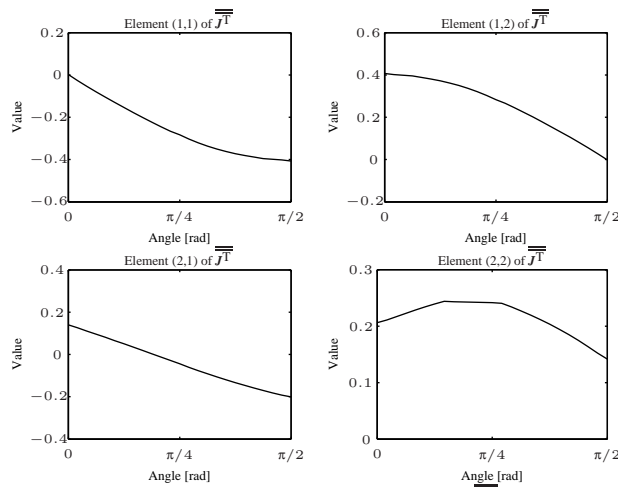 Element (1,1) of J^T
Element (1,2) of J^T
0.2
0
−0.2
−0.4
−0.6
Value
0
π/4
π/2
Angle [rad]
0.6
0.4
0.2
0
−0.2
Value
0
π/4
π/2
Angle [rad]
Element (2,1) of J^T
Element (2,2) of J^T
0.4
0.2
0
−0.2
−0.4
Value
0
π/4
π/2
Angle [rad]
0.3
0.2
0.1
0
Value
0
π/4
π/2
Angle [rad]